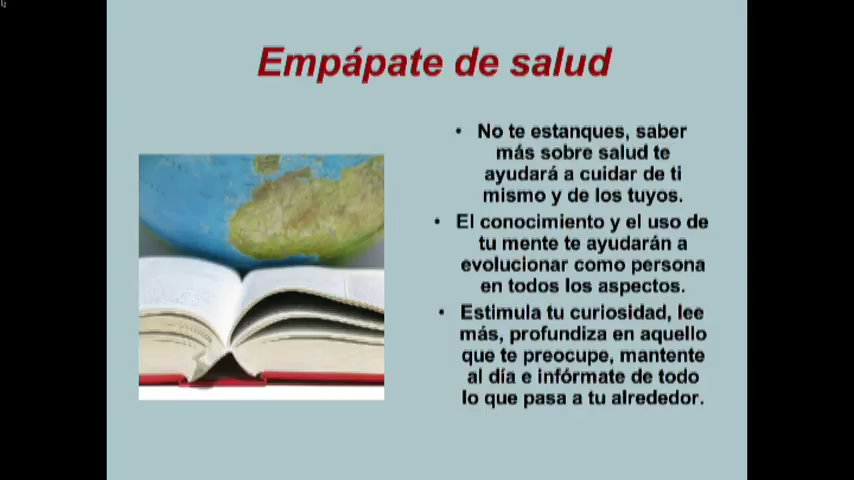 Empápate de salud
• No te estanques, saber
más sobre salud te
ayudará a cuidar de ti
mismo y de los tuyos.
• El conocimiento y el uso de
tu mente te ayudarán a
evolucionar como persona
en todos los aspectos.
• Estimula tu curiosidad, lee
más, profundiza en aquello
que te preocupe, mantente
al día e infórmate de todo
lo que pasa a tu alrededor.